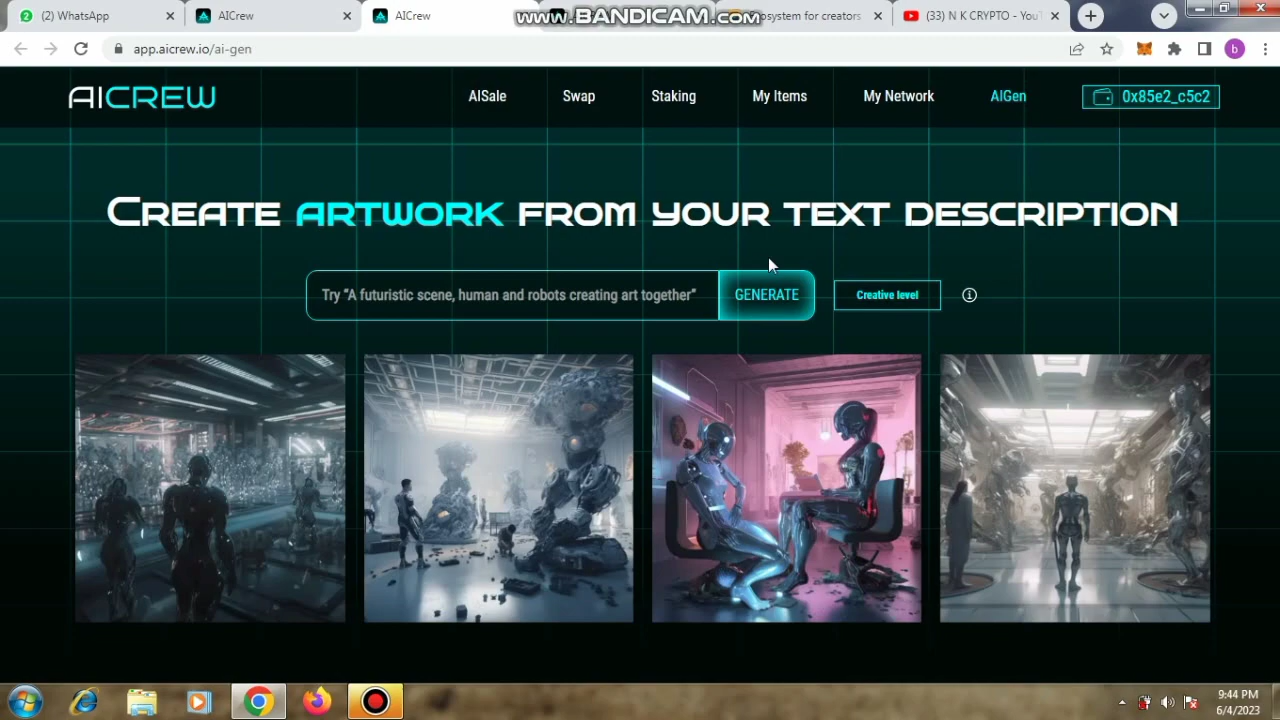 (2) WhatsApp
AICrew
AICrew
www.BANDICAM.com
osystem for creators
(33) N K CRYPTO - YouT
app.aicrew.io/ai-gen
b
AICREW
AISale
Swap
Staking
My Items
My Network
AIGen
0x85e2_c5c2
Create artwork from your text description
Try “A futuristic scene, human and robots creating art together”
GENERATE
Creative level
9:44 PM
6/4/2023